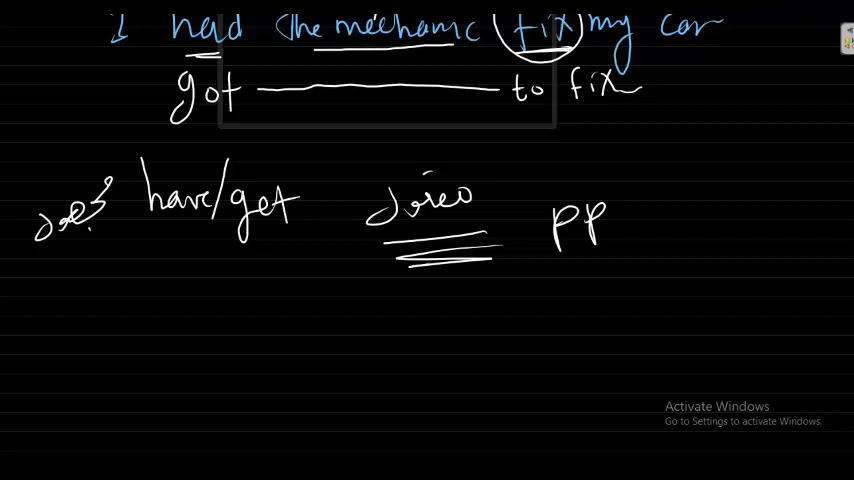 I had the mechanic fix my car
got to fix
have/get pp
Activate Windows
Go to Settings to activate Windows.